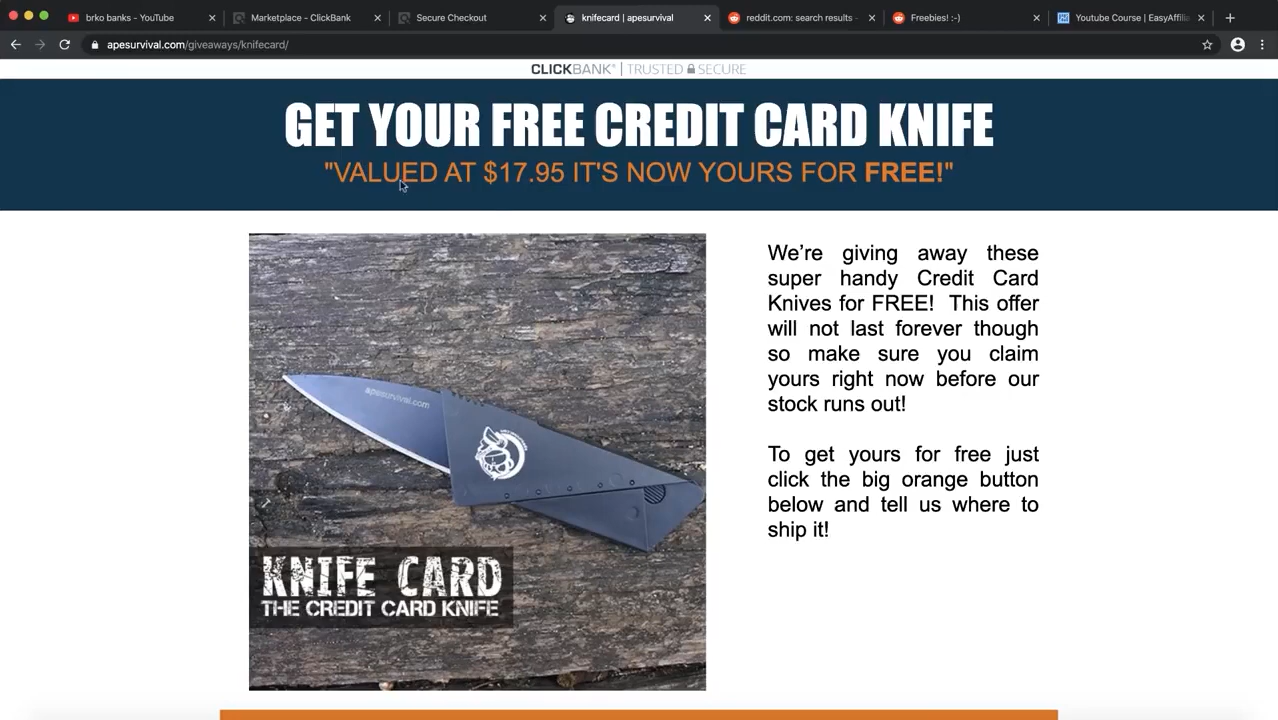 brko banks - YouTube
Marketplace - ClickBank
Secure Checkout
knifecard | apesurvival
reddit.com: search results -
Freebies! :-)
Youtube Course | EasyAffilia
apesurvival.com/giveaways/knifecard/
CLICKBANK® | TRUSTED SECURE
GET YOUR FREE CREDIT CARD KNIFE
"VALUED AT $17.95 IT'S NOW YOURS FOR FREE!"
We're giving away these
super handy Credit Card
Knives for FREE! This offer
will not last forever though
so make sure you claim
yours right now before our
stock runs out!
To get yours for free just
click the big orange button
below and tell us where to
ship it!
apesurvival.com
KNIFE CARD
THE CREDIT CARD KNIFE